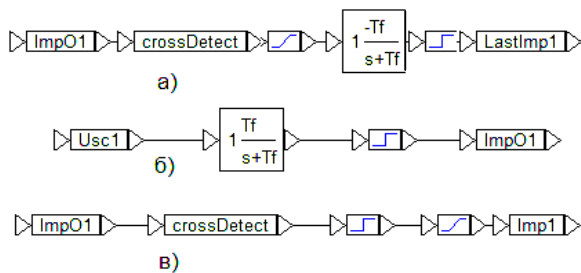 ImpO1 crossDetect 1 -Tf LastImp1
s+Tf
а)
Usc1 1 Tf ImpO1
s+Tf
б)
ImpO1 crossDetect Imp1
в)